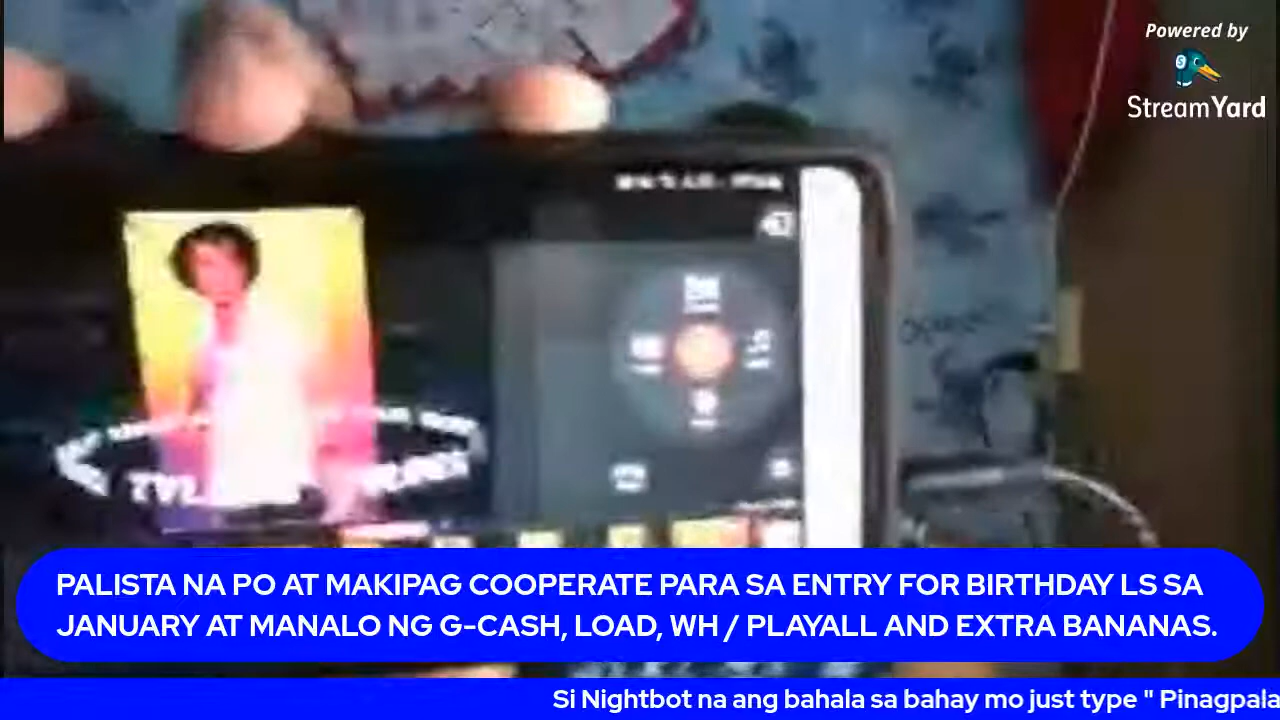 Powered by
StreamYard
PALISTA NA PO AT MAKIPAG COOPERATE PARA SA ENTRY FOR BIRTHDAY LS SA
JANUARY AT MANALO NG G-CASH, LOAD, WH / PLAYALL AND EXTRA BANANAS.
Si Nightbot na ang bahala sa bahay mo just type " Pinagpala